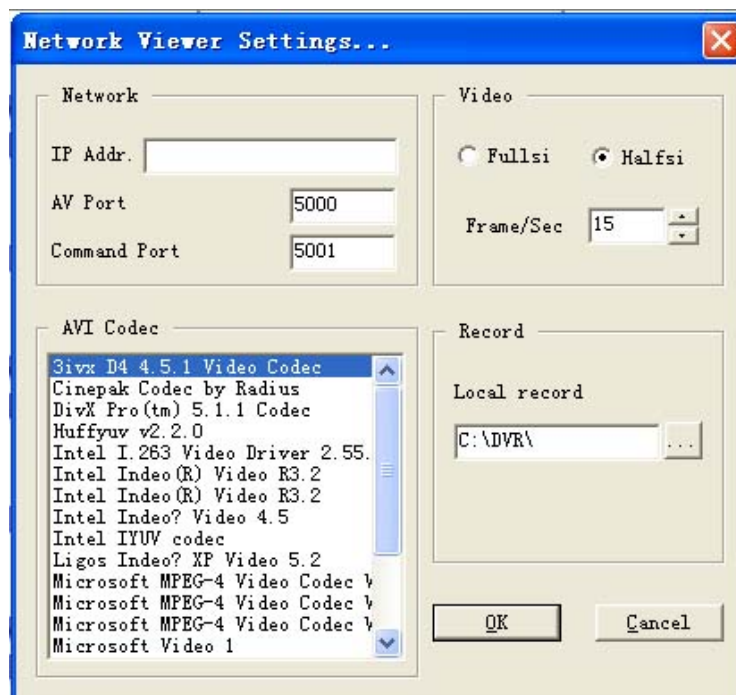 Network Viewer Settings...
Network
IP Addr.
AV Port 5000
Command Port 5001
Video
Fullsi Halfsi
Frame/Sec 15
AVI Codec
3ivx D4 4.5.1 Video Codec
Cinepak Codec by Radius
DivX Pro(tm) 5.1.1 Codec
Huffyuv v2.2.0
Intel I.263 Video Driver 2.55.
Intel Indeo(R) Video R3.2
Intel Indeo(R) Video R3.2
Intel Indeo? Video 4.5
Intel IYUV codec
Ligos Indeo? XP Video 5.2
Microsoft MPEG-4 Video Codec V
Microsoft MPEG-4 Video Codec V
Microsoft MPEG-4 Video Codec V
Microsoft Video 1
Record
Local record
C:\DVR\ ...
OK Cancel